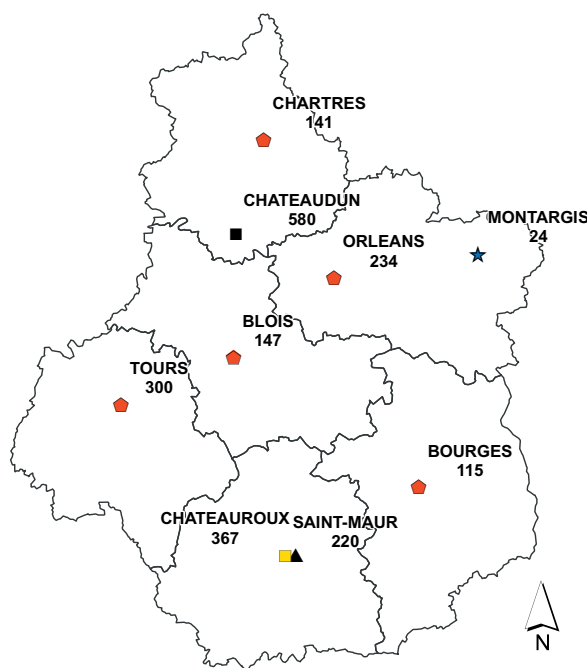 CHARTRES
141
CHATEAUDUN
580
MONTARGIS
24
ORLEANS
234
BLOIS
147
TOURS
300
BOURGES
115
CHATEAUROUX
367
SAINT-MAUR
220
N